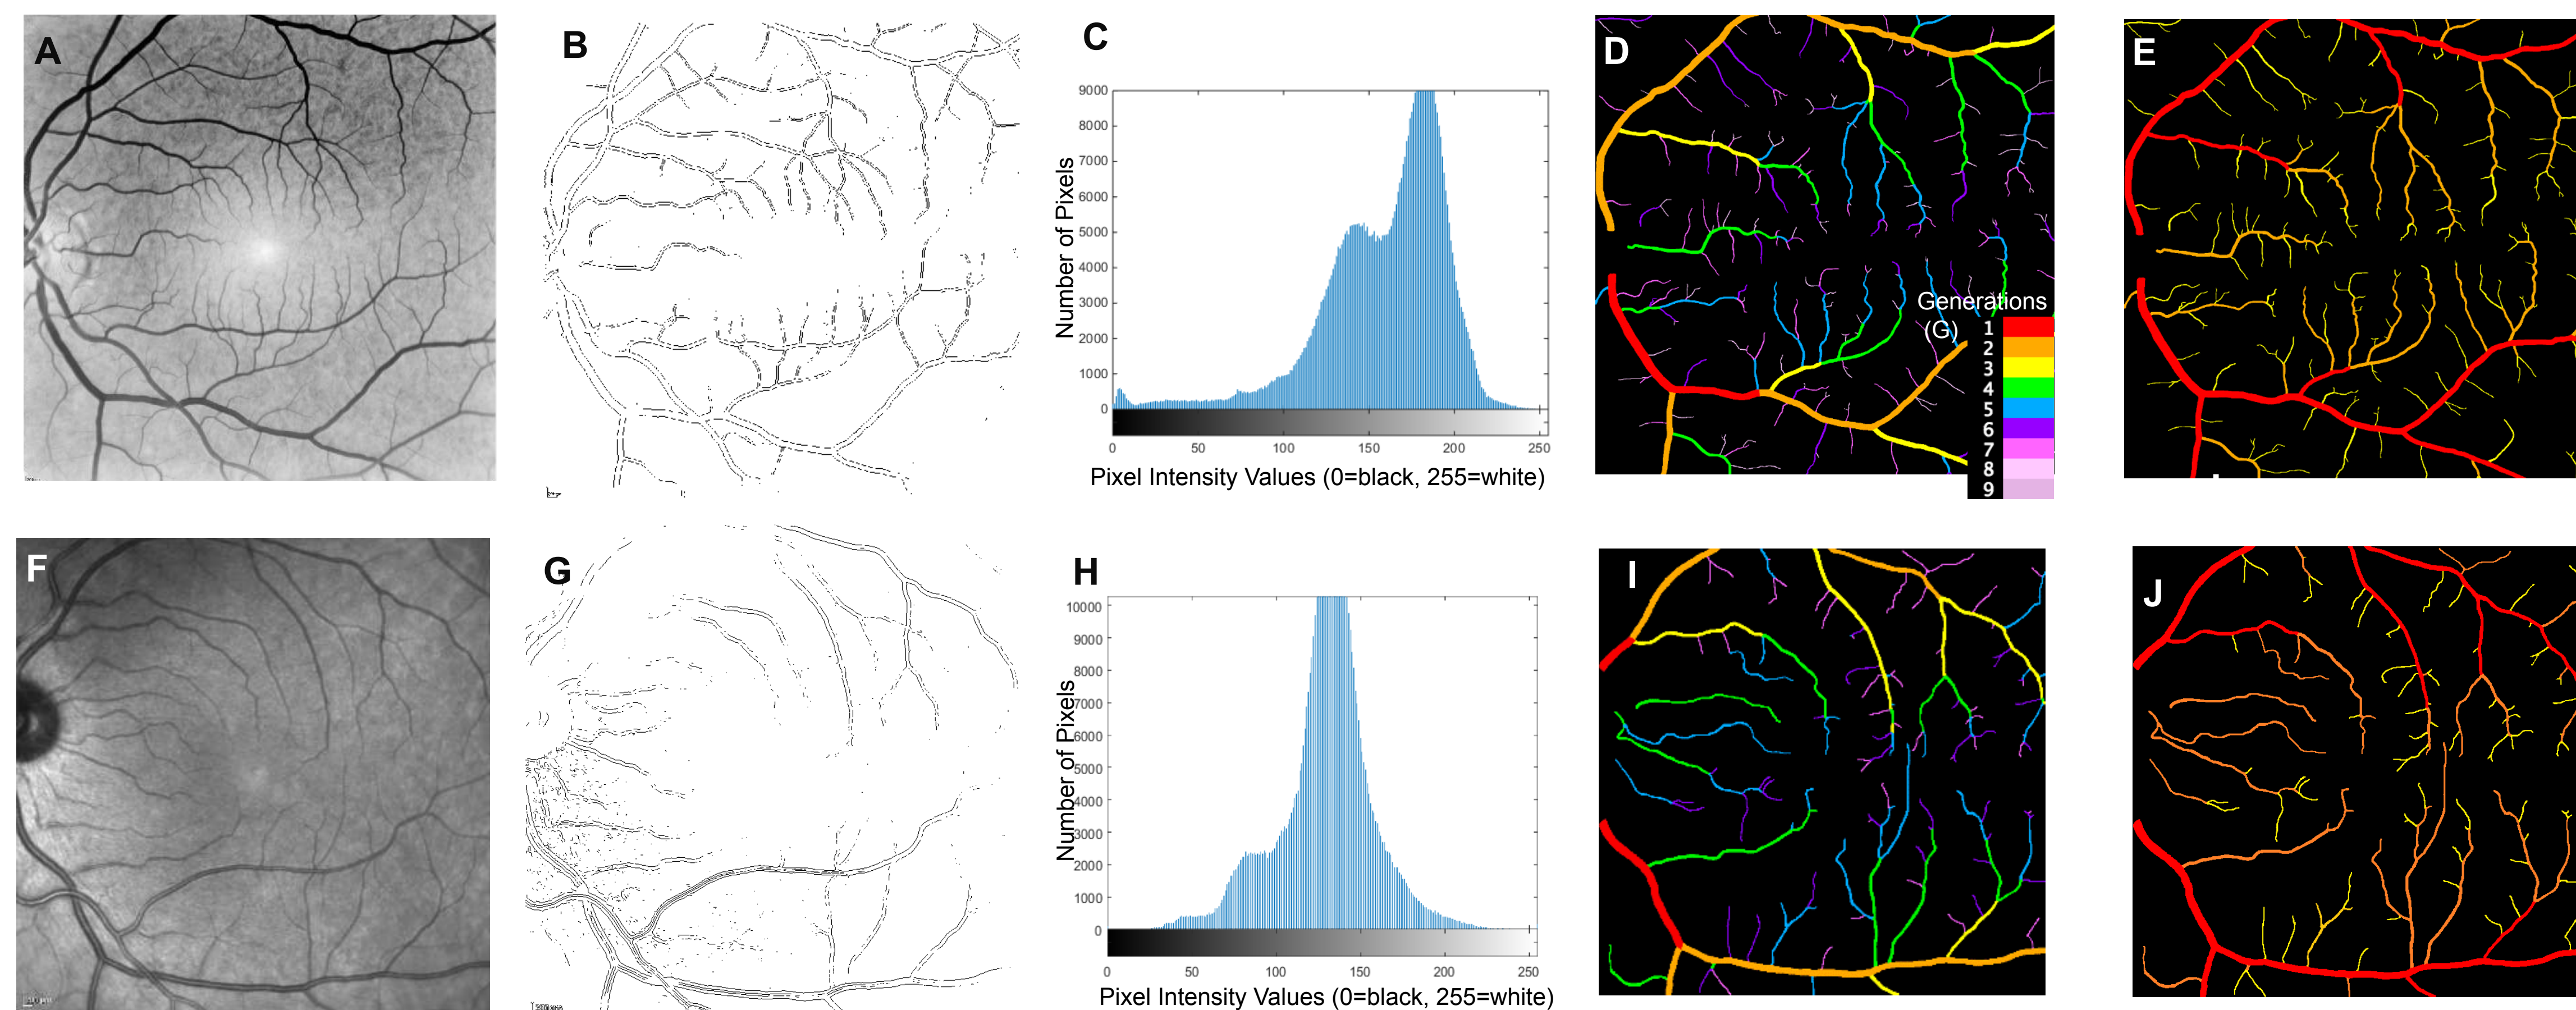 A
B
C
Number of Pixels
9000
8000
7000
6000
5000
4000
3000
2000
1000
0
0 50 100 150 200 250
Pixel Intensity Values (0=black, 255=white)
D
Generations
(G)
1
2
3
4
5
6
7
8
9
E
F
G
H
Number of Pixels
10000
9000
8000
7000
6000
5000
4000
3000
2000
1000
0
0 50 100 150 200 250
Pixel Intensity Values (0=black, 255=white)
I
J